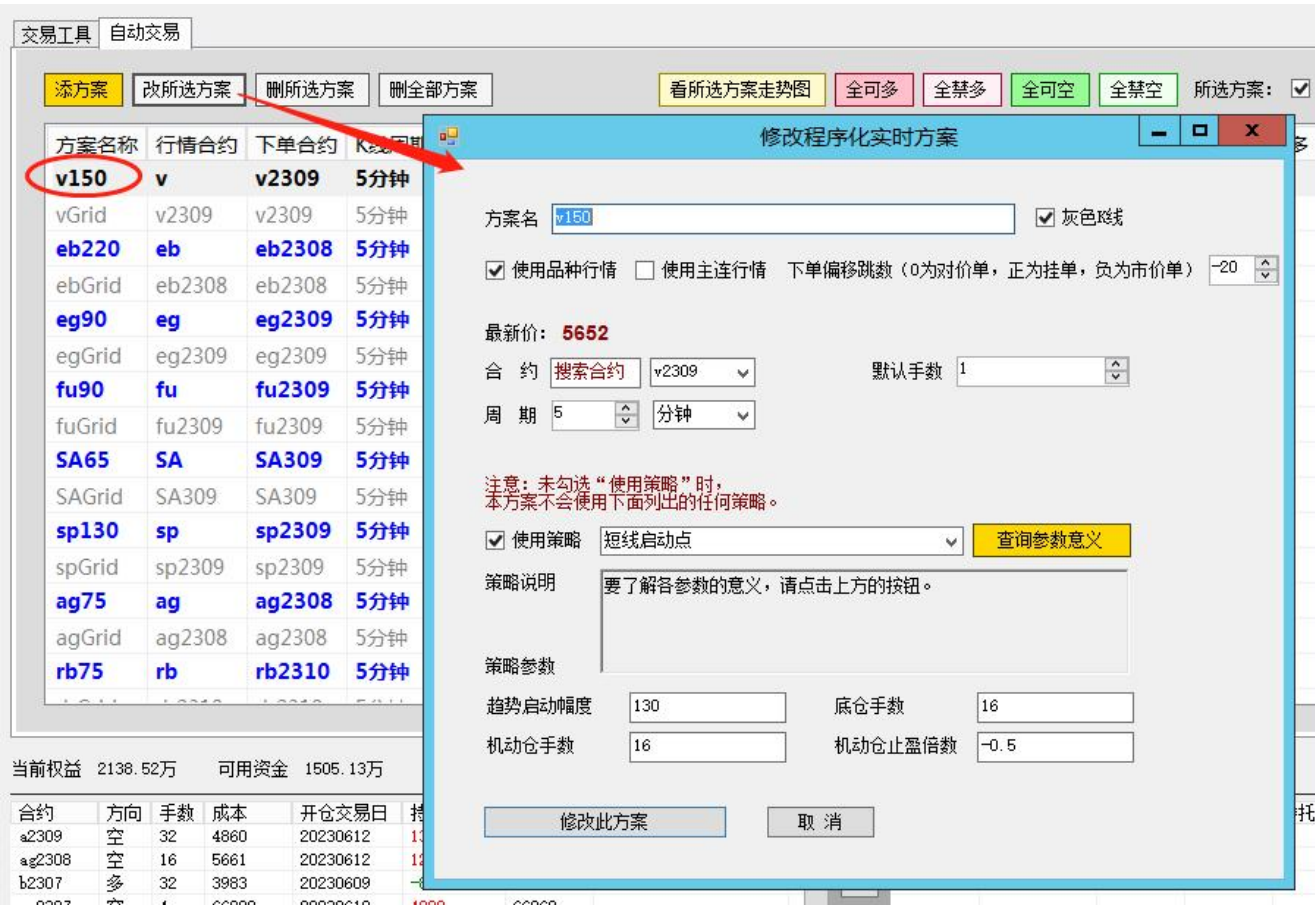 交易工具 自动交易
添方案 改所选方案 删所选方案 删全部方案 看所选方案走势图 全可多 全禁多 全可空 全禁空 所选方案：
方案名称 行情合约 下单合约
v150 v v2309 5分钟
vGrid v2309 v2309 5分钟
eb220 eb eb2308 5分钟
ebGrid eb2308 eb2308 5分钟
eg90 eg eg2309 5分钟
egGrid eg2309 eg2309 5分钟
fu90 fu fu2309 5分钟
fuGrid fu2309 fu2309 5分钟
SA65 SA SA309 5分钟
SAGrid SA309 SA309 5分钟
sp130 sp sp2309 5分钟
spGrid sp2309 sp2309 5分钟
ag75 ag ag2308 5分钟
agGrid ag2308 ag2308 5分钟
rb75 rb rb2310 5分钟
修改程序化实时方案
方案名 v150 灰色K线
使用品种行情 使用主连行情 下单偏移跳数（0为对价单，正为挂单，负为市价单） -20
最新价： 5652
合 约 搜索合约 v2309 默认手数 1
周 期 5 分钟
注意：未勾选“使用策略”时，
本方案不会使用下面列出的任何策略。
使用策略 短线启动点 查询参数意义
策略说明 要了解各参数的意义，请点击上方的按钮。
策略参数
趋势启动幅度 130 底仓手数 16
机动仓手数 16 机动仓止盈倍数 -0.5
修改此方案 取 消
当前权益 2138.52万 可用资金 1505.13万
合约 方向 手数 成本 开仓交易日 持
a2309 空 32 4860 20230612
ag2308 空 16 5661 20230612
b2307 多 32 3983 20230609